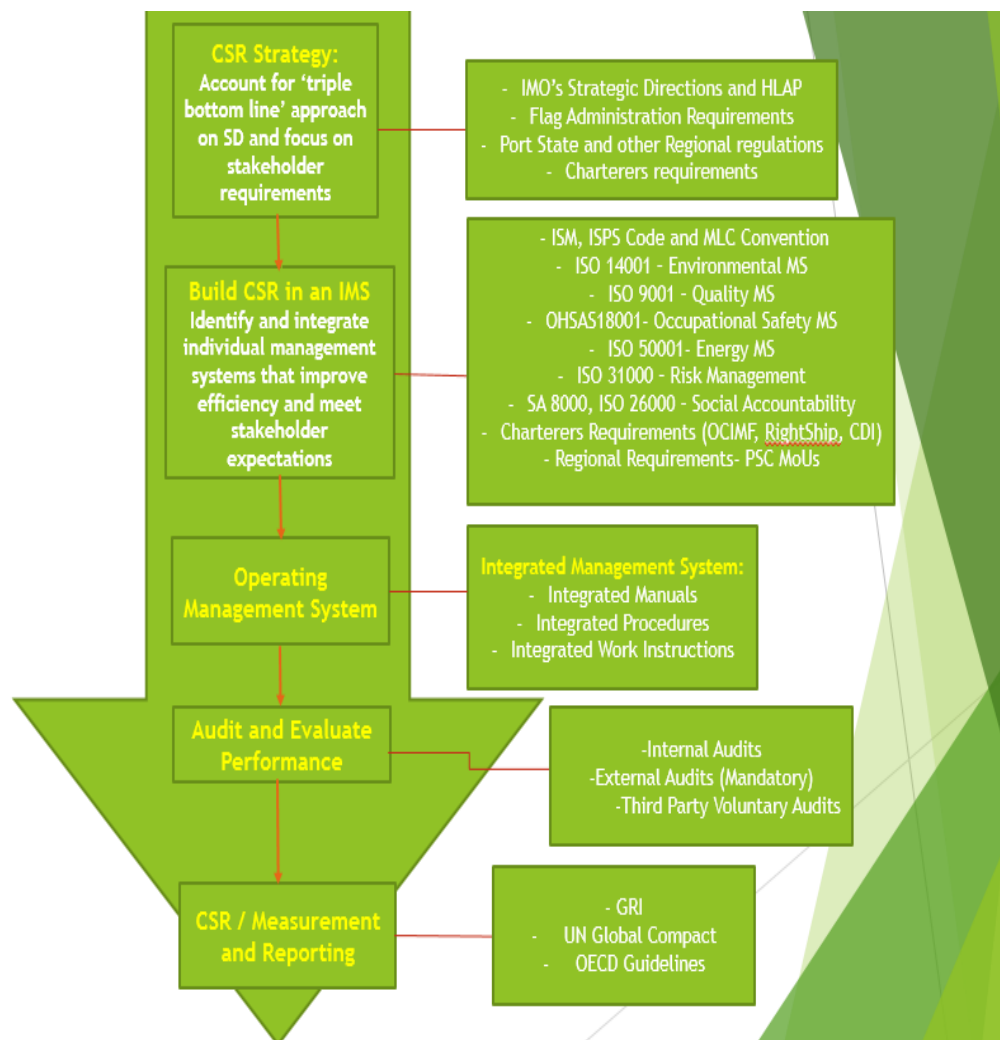 CSR Strategy:
Account for ‘triple
bottom line’ approach
on SD and focus on
stakeholder
requirements
- IMO’s Strategic Directions and HLAP
- Flag Administration Requirements
- Port State and other Regional regulations
- Charterers requirements
Build CSR in an IMS
Identify and integrate
individual management
systems that improve
efficiency and meet
stakeholder
expectations
- ISM, ISPS Code and MLC Convention
- ISO 14001 – Environmental MS
- ISO 9001 – Quality MS
- OHSAS18001- Occupational Safety MS
- ISO 50001- Energy MS
- ISO 31000 – Risk Management
- SA 8000, ISO 26000 – Social Accountability
- Charterers Requirements (OCIMF, RightShip, CDI)
- Regional Requirements- PSC MoUs
Operating
Management System
Integrated Management System:
- Integrated Manuals
- Integrated Procedures
- Integrated Work Instructions
Audit and Evaluate
Performance
-Internal Audits
-External Audits (Mandatory)
-Third Party Voluntary Audits
CSR / Measurement
and Reporting
- GRI
- UN Global Compact
- OECD Guidelines